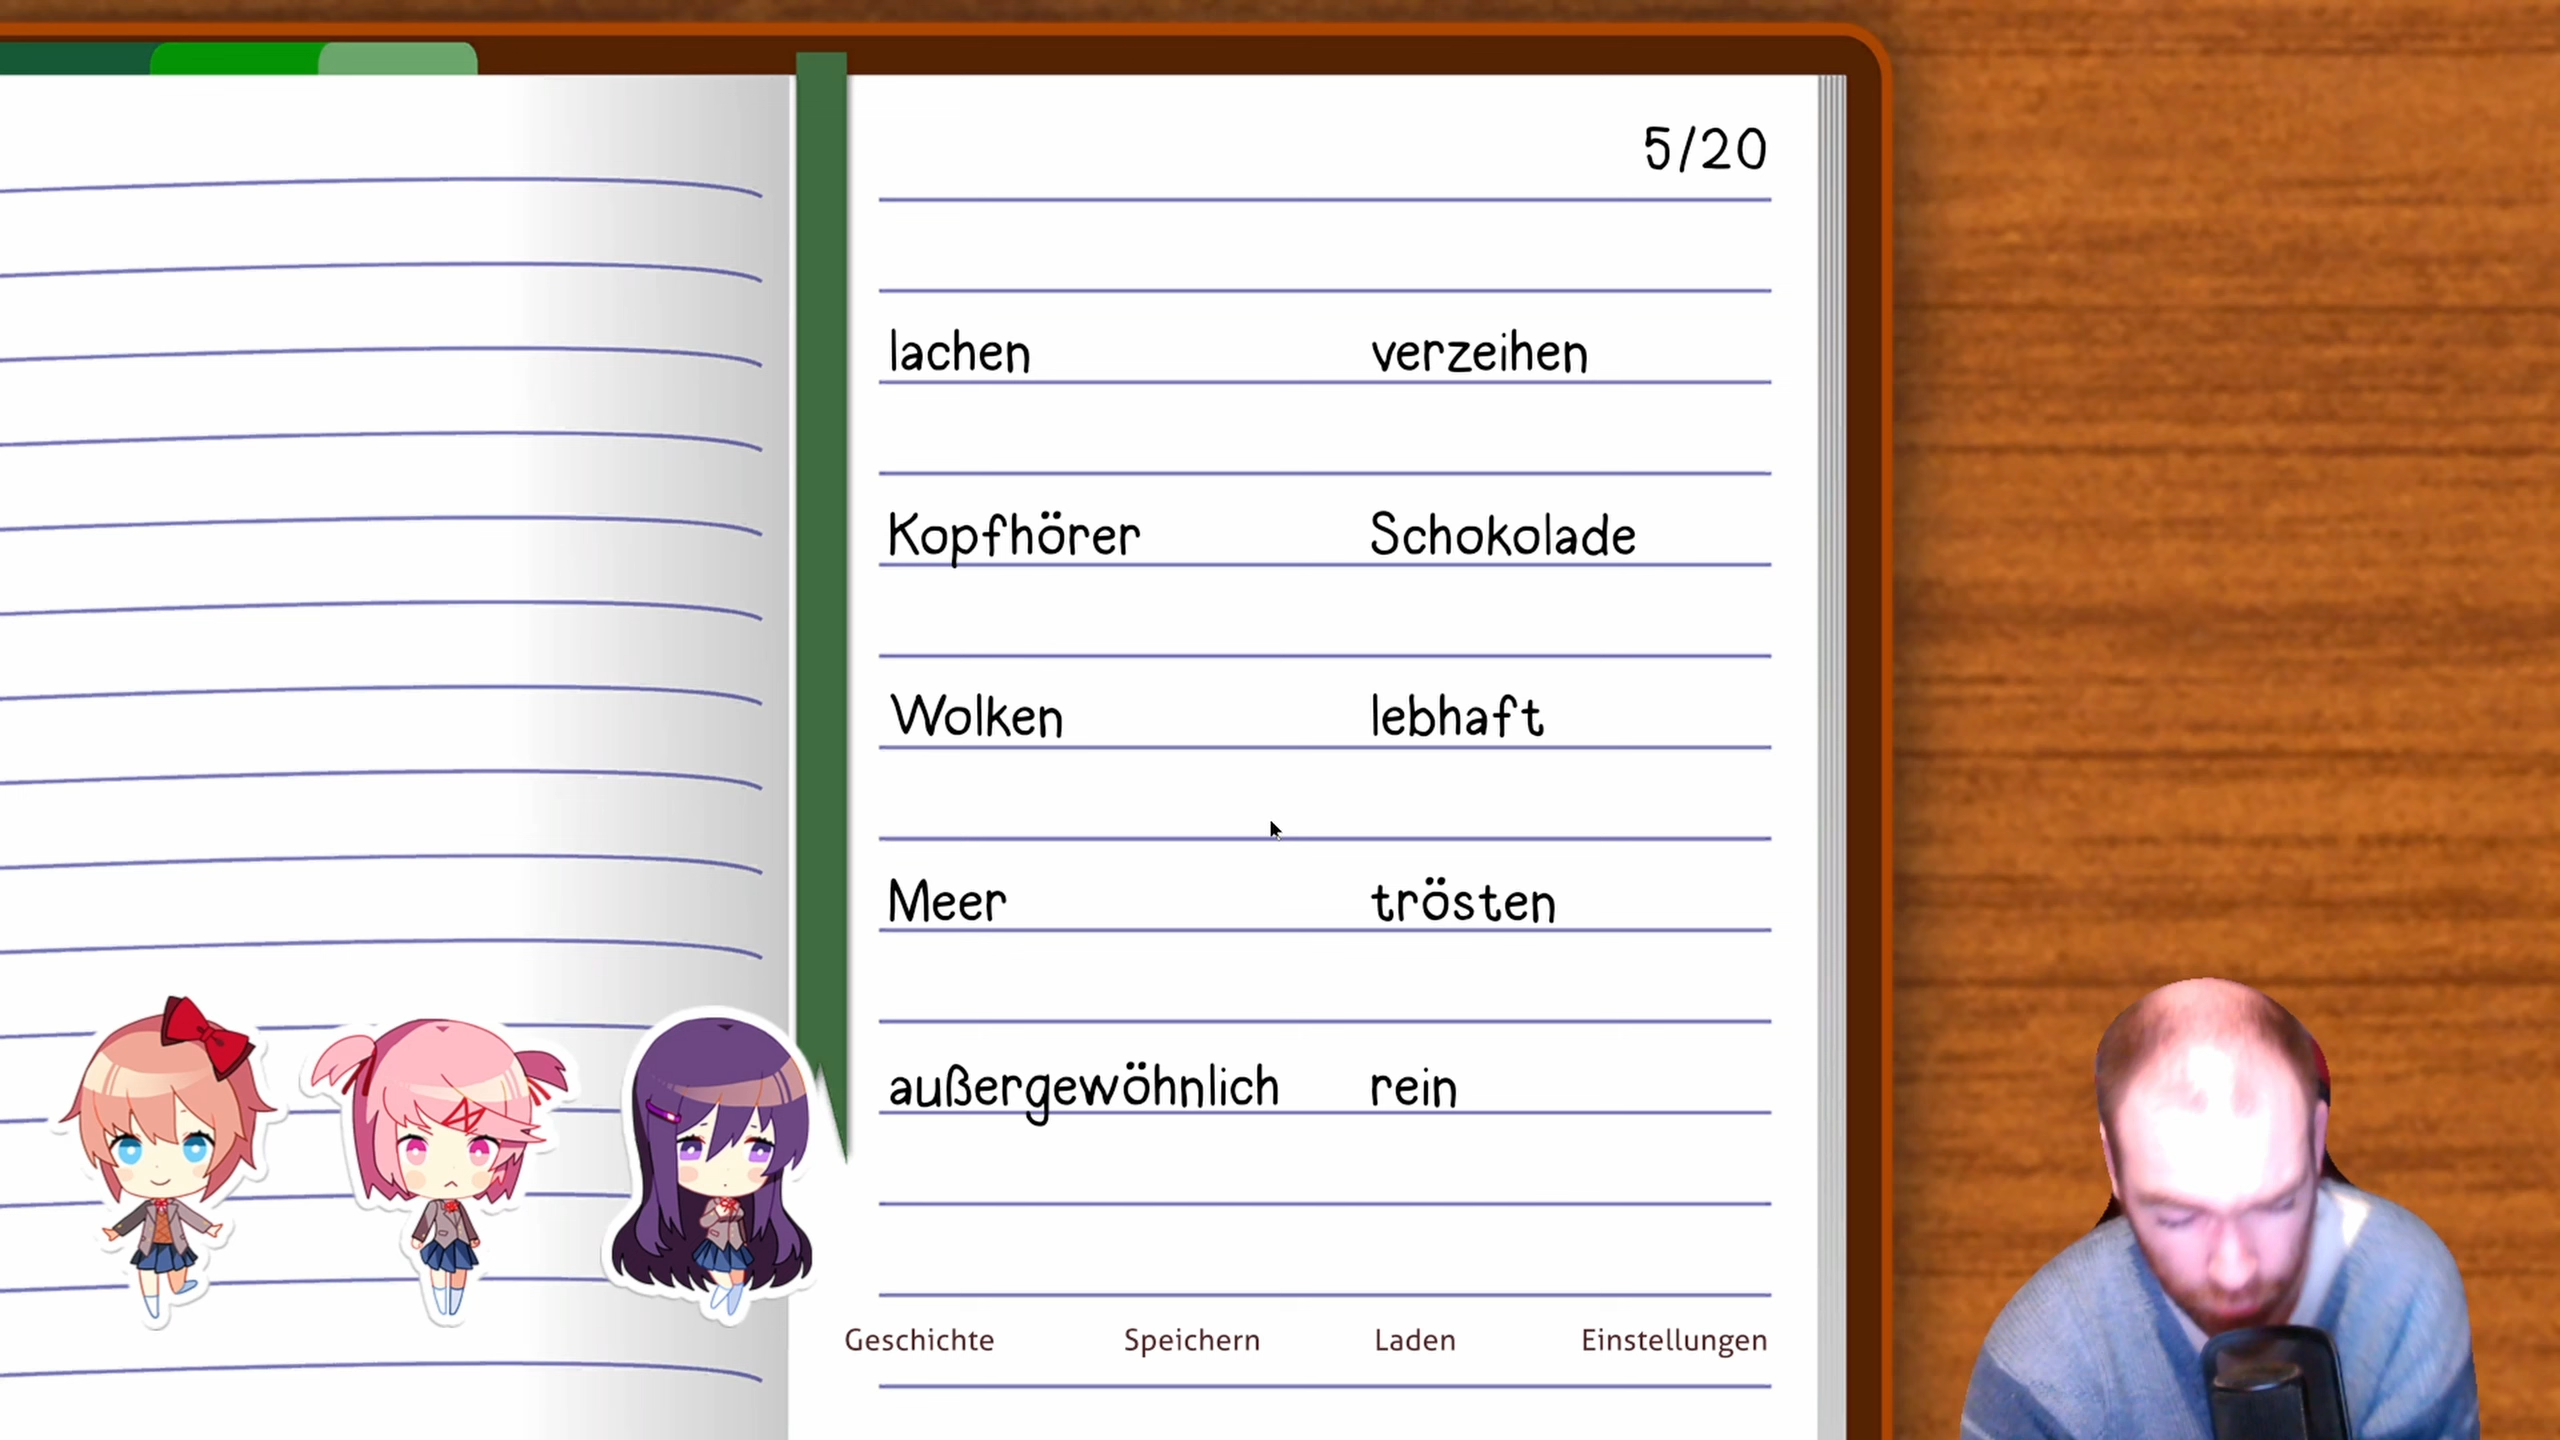 5/20
lachen verzeihen
Kopfhörer Schokolade
Wolken lebhaft
Meer trösten
außergewöhnlich rein
Geschichte Speichern Laden Einstellungen